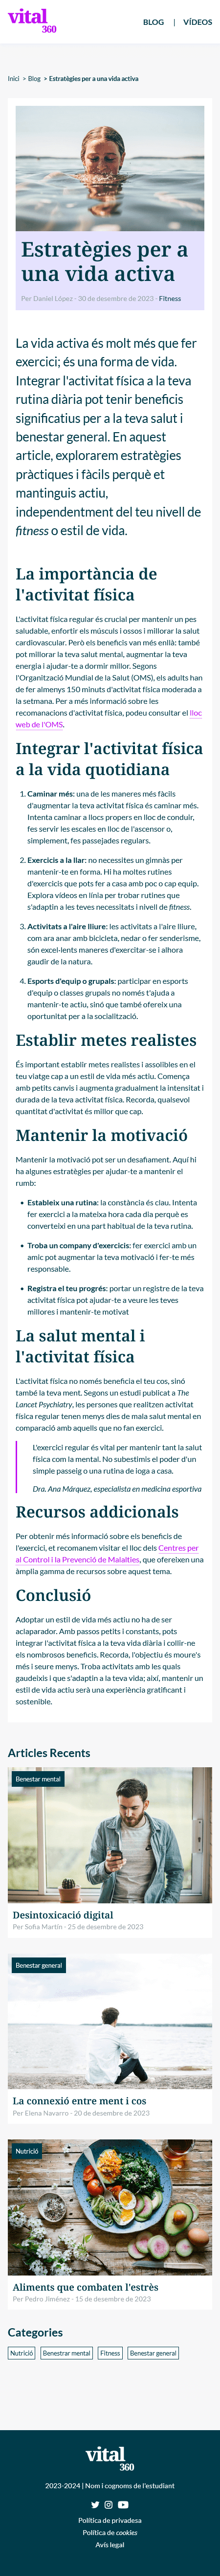 vital
360
BLOG | VÍDEOS
Inici > Blog > Estratègies per a una vida activa
Estratègies per a
una vida activa
Per Daniel López - 30 de desembre de 2023 - Fitness
La vida activa és molt més que fer
exercici; és una forma de vida.
Integrar l'activitat física a la teva
rutina diària pot tenir beneficis
significatius per a la teva salut i
benestar general. En aquest
article, explorarem estratègies
pràctiques i fàcils perquè et
mantinguis actiu,
independentment del teu nivell de
fitness o estil de vida.
La importància de
l'activitat física
L'activitat física regular és crucial per mantenir un pes
saludable, enfortir els músculs i ossos i millorar la salut
cardiovascular. Però els beneficis van més enllà: també
pot millorar la teva salut mental, augmentar la teva
energia i ajudar-te a dormir millor. Segons
l'Organització Mundial de la Salut (OMS), els adults han
de fer almenys 150 minuts d'activitat física moderada a
la setmana. Per a més informació sobre les
recomanacions d'activitat física, podeu consultar el lloc
web de l'OMS.
Integrar l'activitat física
a la vida quotidiana
1. Caminar més: una de les maneres més fàcils
d'augmentar la teva activitat física és caminar més.
Intenta caminar a llocs propers en lloc de conduir,
fes servir les escales en lloc de l'ascensor o,
simplement, fes passejades regulars.
2. Exercicis a la llar: no necessites un gimnàs per
mantenir-te en forma. Hi ha moltes rutines
d'exercicis que pots fer a casa amb poc o cap equip.
Explora vídeos en línia per trobar rutines que
s'adaptin a les teves necessitats i nivell de fitness.
3. Activitats a l'aire lliure: les activitats a l'aire lliure,
com ara anar amb bicicleta, nedar o fer senderisme,
són excel·lents maneres d'exercitar-se i alhora
gaudir de la natura.
4. Esports d'equip o grupals: participar en esports
d'equip o classes grupals no només t'ajuda a
mantenir-te actiu, sinó que també ofereix una
oportunitat per a la socialització.
Establir metes realistes
És important establir metes realistes i assolibles en el
teu viatge cap a un estil de vida més actiu. Comença
amb petits canvis i augmenta gradualment la intensitat i
durada de la teva activitat física. Recorda, qualsevol
quantitat d'activitat és millor que cap.
Mantenir la motivació
Mantenir la motivació pot ser un desafiament. Aquí hi
ha algunes estratègies per ajudar-te a mantenir el
rumb:
• Estableix una rutina: la constància és clau. Intenta
fer exercici a la mateixa hora cada dia perquè es
converteixi en una part habitual de la teva rutina.
• Troba un company d'exercicis: fer exercici amb un
amic pot augmentar la teva motivació i fer-te més
responsable.
• Registra el teu progrés: portar un registre de la teva
activitat física pot ajudar-te a veure les teves
millores i mantenir-te motivat
La salut mental i
l'activitat física
L'activitat física no només beneficia el teu cos, sinó
també la teva ment. Segons un estudi publicat a The
Lancet Psychiatry, les persones que realitzen activitat
física regular tenen menys dies de mala salut mental en
comparació amb aquells que no fan exercici.
L'exercici regular és vital per mantenir tant la salut
física com la mental. No subestimis el poder d'un
simple passeig o una rutina de ioga a casa.
Dra. Ana Márquez, especialista en medicina esportiva
Recursos addicionals
Per obtenir més informació sobre els beneficis de
l'exercici, et recomanem visitar el lloc dels Centres per
al Control i la Prevenció de Malalties, que ofereixen una
àmplia gamma de recursos sobre aquest tema.
Conclusió
Adoptar un estil de vida més actiu no ha de ser
aclaparador. Amb passos petits i constants, pots
integrar l'activitat física a la teva vida diària i collir-ne
els nombrosos beneficis. Recorda, l'objectiu és moure's
més i seure menys. Troba activitats amb les quals
gaudeixis i que s'adaptin a la teva vida; així, mantenir un
estil de vida actiu serà una experiència gratificant i
sostenible.
Articles Recents
Benestar mental
Desintoxicació digital
Per Sofia Martín - 25 de desembre de 2023
Benestar general
La connexió entre ment i cos
Per Elena Navarro - 20 de desembre de 2023
Nutrició
Aliments que combaten l'estrès
Per Pedro Jiménez - 15 de desembre de 2023
Categories
Nutrició Benestrar mental Fitness Benestar general
vital
360
2023-2024 | Nom i cognoms de l'estudiant
Política de privadesa
Política de cookies
Avís legal